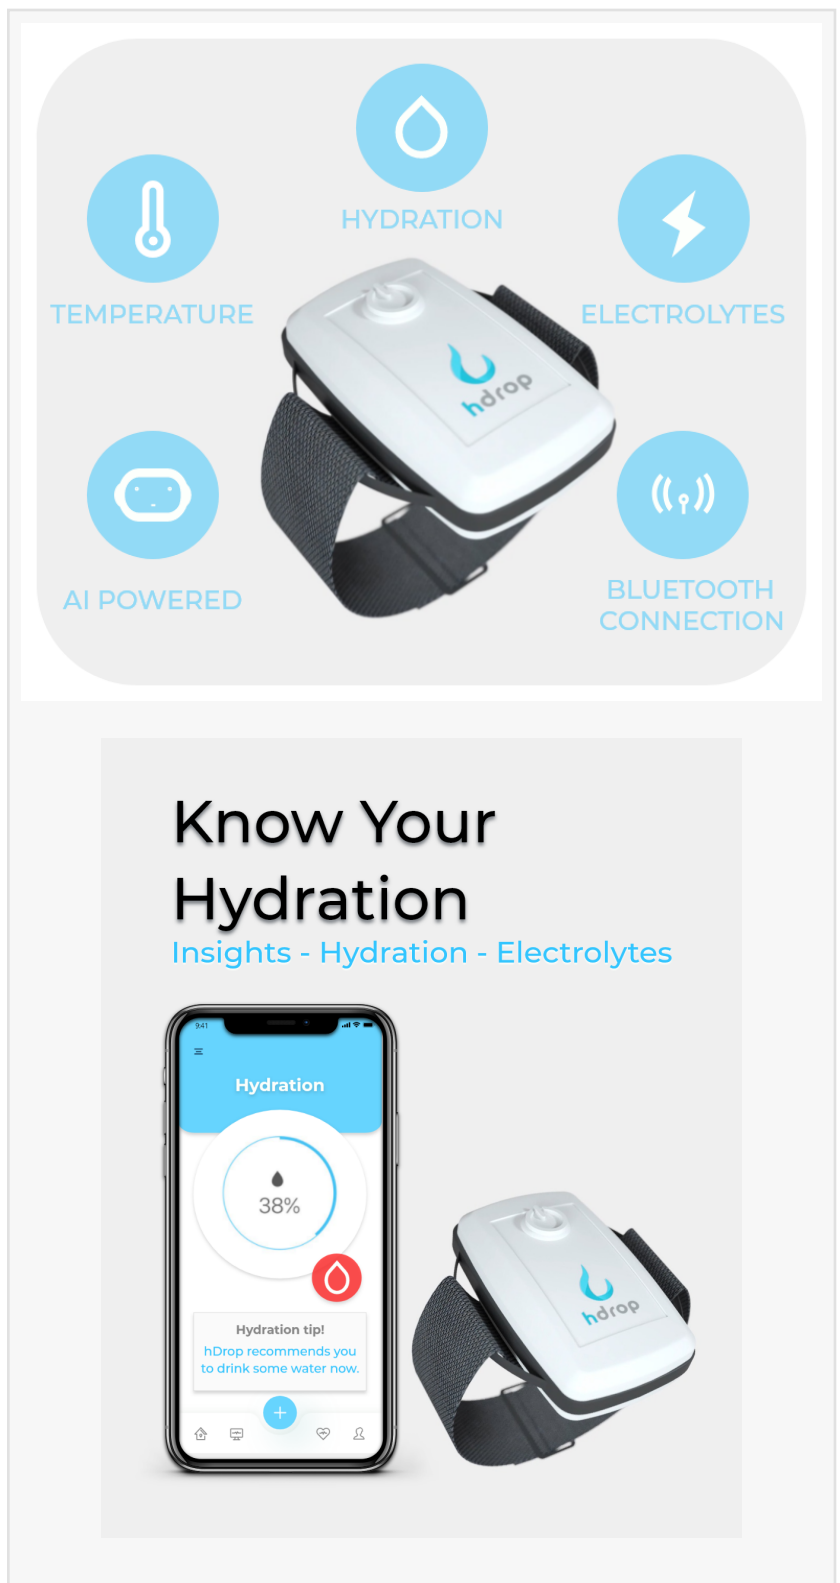 HYDRATION
TEMPERATURE
ELECTROLYTES
hdrop
AI POWERED
BLUETOOTH
CONNECTION
Know Your
Hydration
Insights - Hydration - Electrolytes
9:41
Hydration
38%
Hydration tip!
hDrop recommends you
to drink some water now.
hdrop